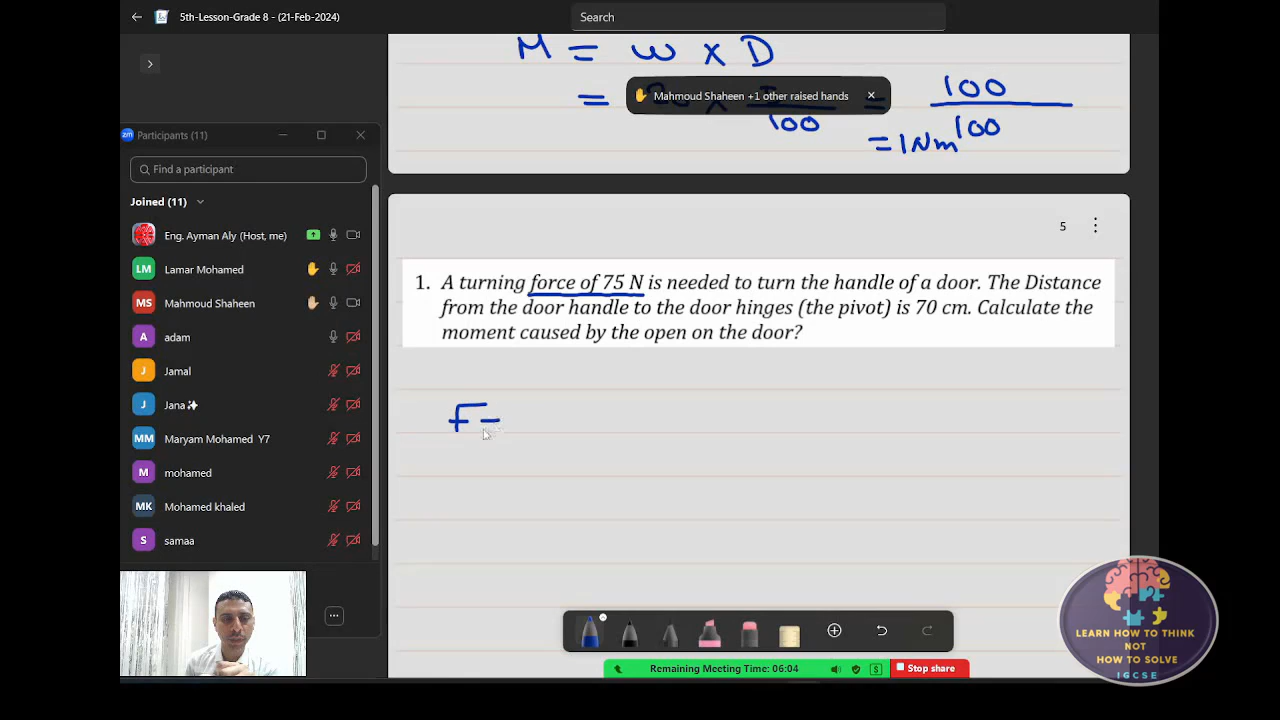 5th-Lesson-Grade 8 - (21-Feb-2024)
Search
M = w x D
=
100
=
100
100
= 1Nm
Mahmoud Shaheen +1 other raised hands
zm Participants (11)
Find a participant
Joined (11)
Eng. Ayman Aly (Host, me)
LM Lamar Mohamed
MS Mahmoud Shaheen
A adam
J Jamal
J Jana✨
MM Maryam Mohamed Y7
M mohamed
MK Mohamed khaled
S samaa
5
1. A turning force of 75 N is needed to turn the handle of a door. The Distance
from the door handle to the door hinges (the pivot) is 70 cm. Calculate the
moment caused by the open on the door?
F=
Remaining Meeting Time: 06:04
Stop share
LEARN HOW TO THINK
NOT
HOW TO SOLVE
IGCSE